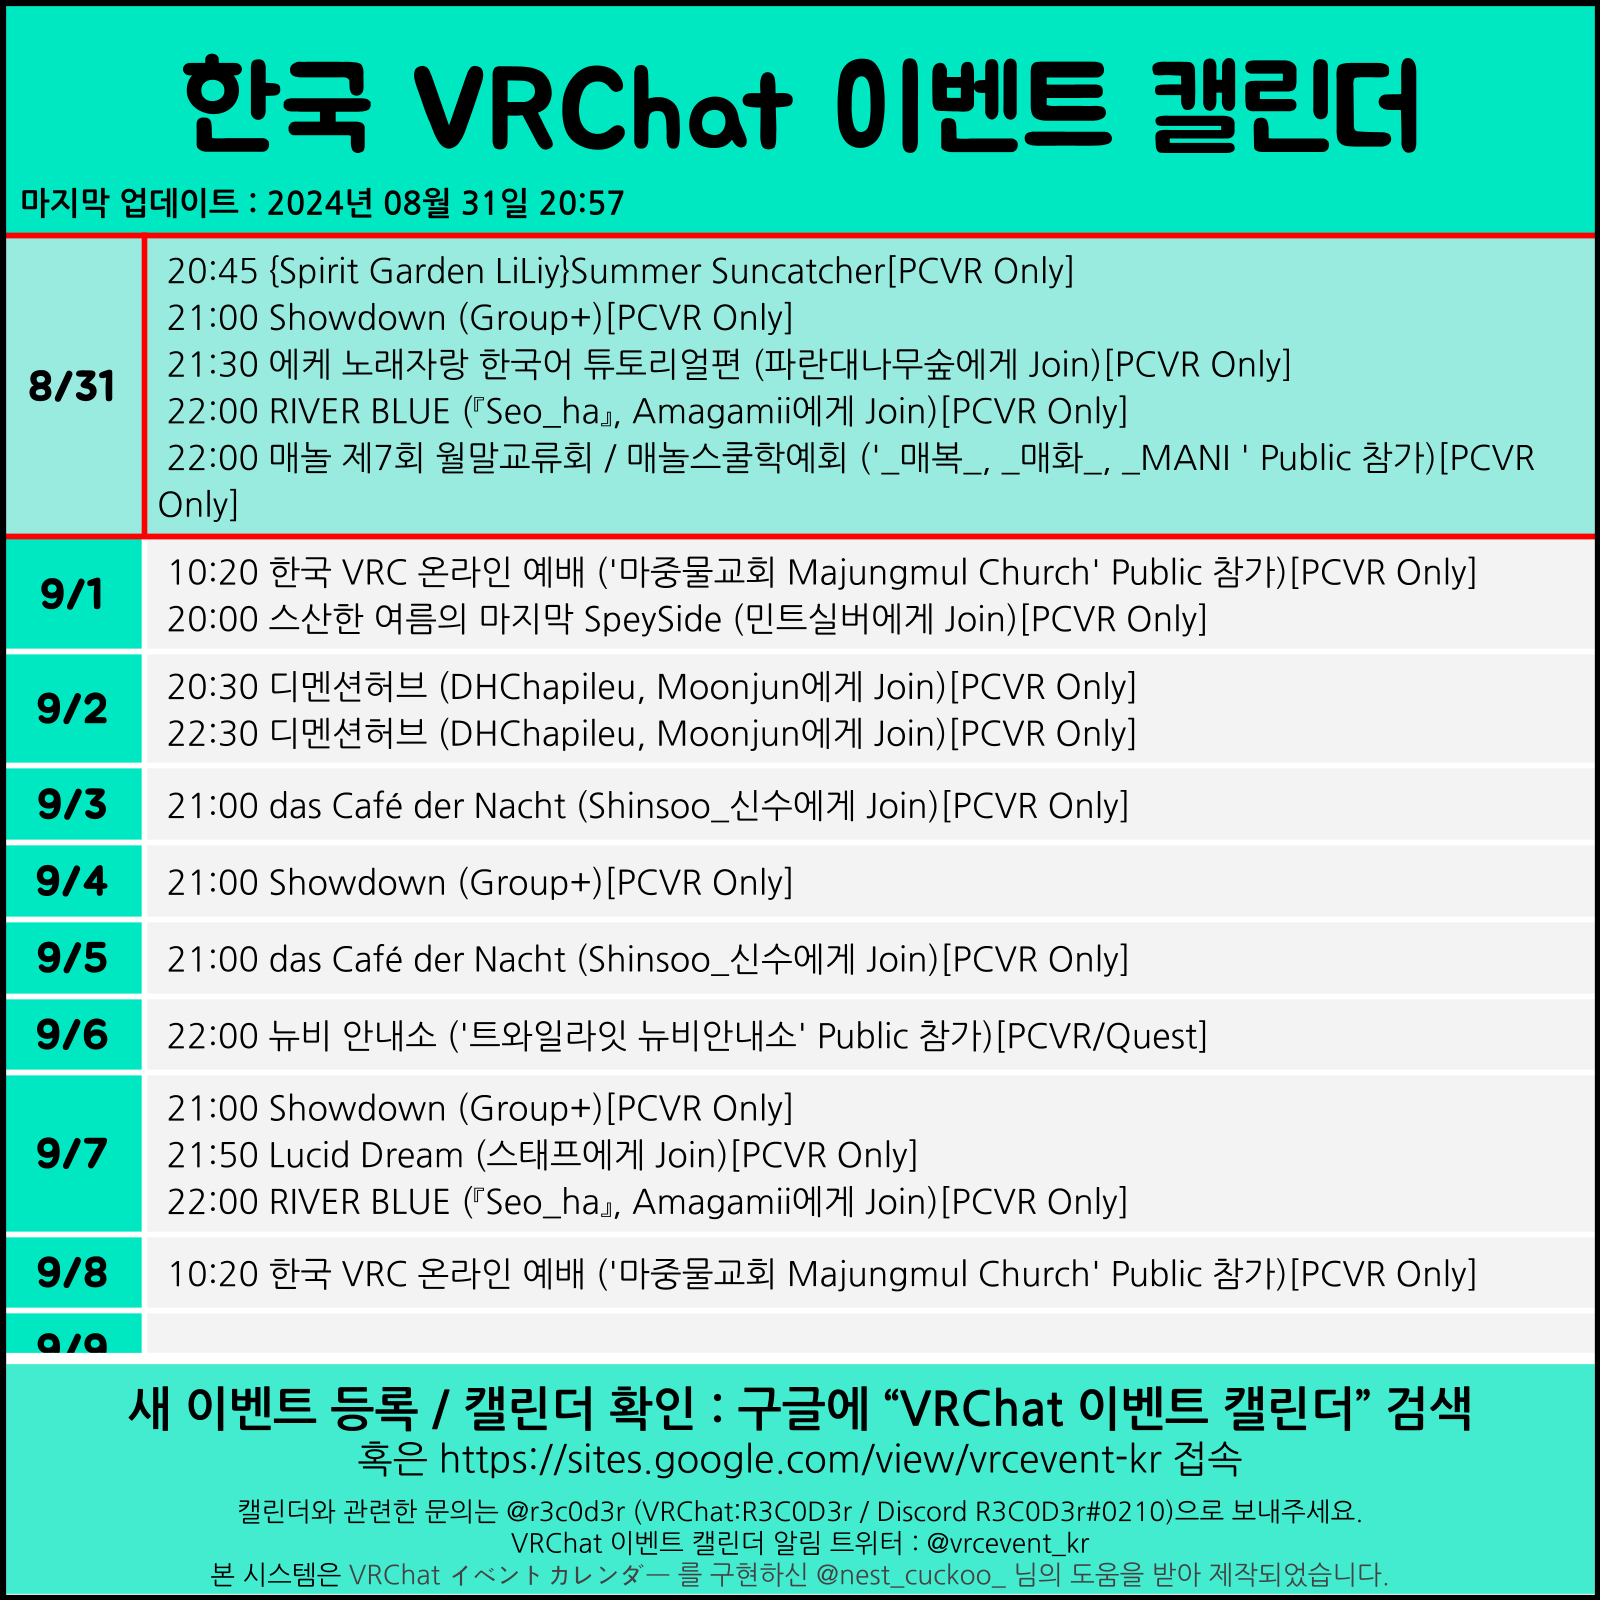 한국 VRChat 이벤트 캘린더
마지막 업데이트 : 2024년 08월 31일 20:57
8/31
20:45 {Spirit Garden LiLiy}Summer Suncatcher[PCVR Only]
21:00 Showdown (Group+)[PCVR Only]
21:30 에케 노래자랑 한국어 튜토리얼편 (파란대나무숲에게 Join)[PCVR Only]
22:00 RIVER BLUE (『Seo_ha』, Amagamii에게 Join)[PCVR Only]
22:00 매놀 제7회 월말교류회 / 매놀스쿨학예회 ('_매복_, _매화_, _MANI ' Public 참가)[PCVR
Only]
9/1
10:20 한국 VRC 온라인 예배 ('마중물교회 Majungmul Church' Public 참가)[PCVR Only]
20:00 스산한 여름의 마지막 SpeySide (민트실버에게 Join)[PCVR Only]
9/2
20:30 디멘션허브 (DHChapileu, Moonjun에게 Join)[PCVR Only]
22:30 디멘션허브 (DHChapileu, Moonjun에게 Join)[PCVR Only]
9/3
21:00 das Café der Nacht (Shinsoo_신수에게 Join)[PCVR Only]
9/4
21:00 Showdown (Group+)[PCVR Only]
9/5
21:00 das Café der Nacht (Shinsoo_신수에게 Join)[PCVR Only]
9/6
22:00 뉴비 안내소 ('트와일라잇 뉴비안내소' Public 참가)[PCVR/Quest]
9/7
21:00 Showdown (Group+)[PCVR Only]
21:50 Lucid Dream (스태프에게 Join)[PCVR Only]
22:00 RIVER BLUE (『Seo_ha』, Amagamii에게 Join)[PCVR Only]
9/8
10:20 한국 VRC 온라인 예배 ('마중물교회 Majungmul Church' Public 참가)[PCVR Only]
9/9
새 이벤트 등록 / 캘린더 확인 : 구글에 “VRChat 이벤트 캘린더” 검색
혹은 https://sites.google.com/view/vrcevent-kr 접속
캘린더와 관련한 문의는 @r3c0d3r (VRChat:R3C0D3r / Discord R3C0D3r#0210)으로 보내주세요.
VRChat 이벤트 캘린더 알림 트위터 : @vrcevent_kr
본 시스템은 VRChat イベントカレンダー 를 구현하신 @nest_cuckoo_ 님의 도움을 받아 제작되었습니다.